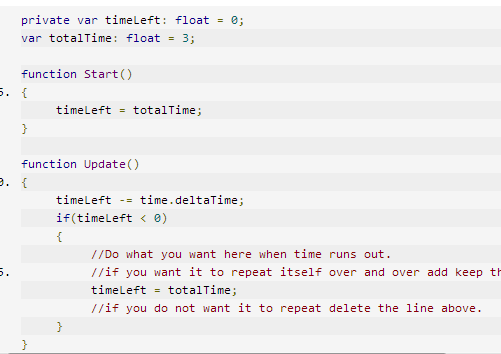 private var timeLeft: float = 0;
var totalTime: float = 3;
function Start()
5. {
timeLeft = totalTime;
}
function Update()
0. {
timeLeft -= time.deltaTime;
if(timeLeft < 0)
{
//Do what you want here when time runs out.
5. //if you want it to repeat itself over and over add keep th
timeLeft = totalTime;
//if you do not want it to repeat delete the line above.
}
}